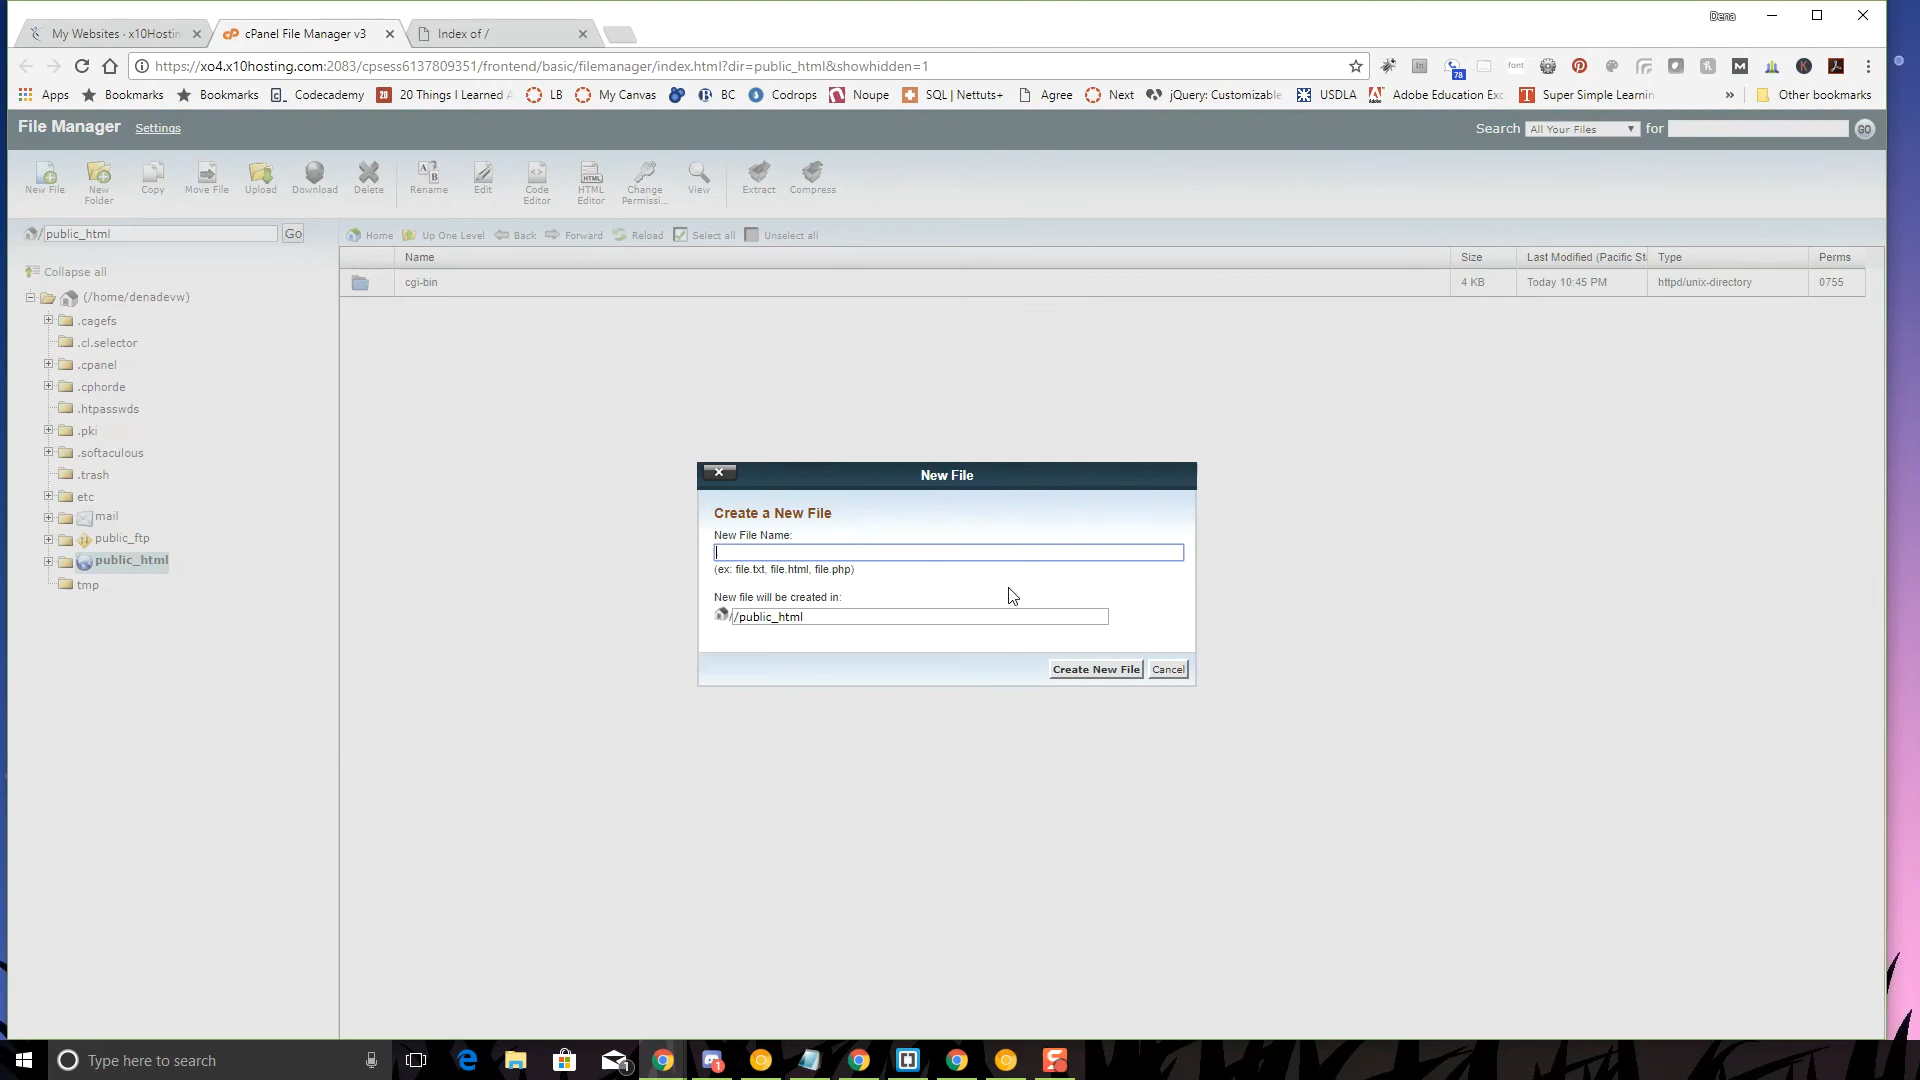 Dena
My Websites · x10Hostin
cPanel File Manager v3
Index of /
https://xo4.x10hosting.com:2083/cpsess6137809351/frontend/basic/filemanager/index.html?dir=public_html&showhidden=1
78
font
Apps
Bookmarks
Bookmarks
Codecademy
20 Things I Learned
LB
My Canvas
BC
Codrops
Noupe
SQL | Nettuts+
Agree
Next
jQuery: Customizable
USDLA
Adobe Education Exc
Super Simple Learnin
»
Other bookmarks
File Manager
Settings
Search
All Your Files
for
GO
New File
New Folder
Copy
Move File
Upload
Download
Delete
Rename
Edit
Code Editor
HTML Editor
Change Permissi...
View
Extract
Compress
/ public_html
Go
Home
Up One Level
Back
Forward
Reload
Select all
Unselect all
Collapse all
(/home/denadevw)
.cagefs
.cl.selector
.cpanel
.cphorde
.htpasswds
.pki
.softaculous
.trash
etc
mail
public_ftp
public_html
tmp
Name
Size
Last Modified (Pacific St
Type
Perms
cgi-bin
4 KB
Today 10:45 PM
httpd/unix-directory
0755
New File
Create a New File
New File Name:
(ex: file.txt, file.html, file.php)
New file will be created in:
/ /public_html
Create New File
Cancel
Type here to search